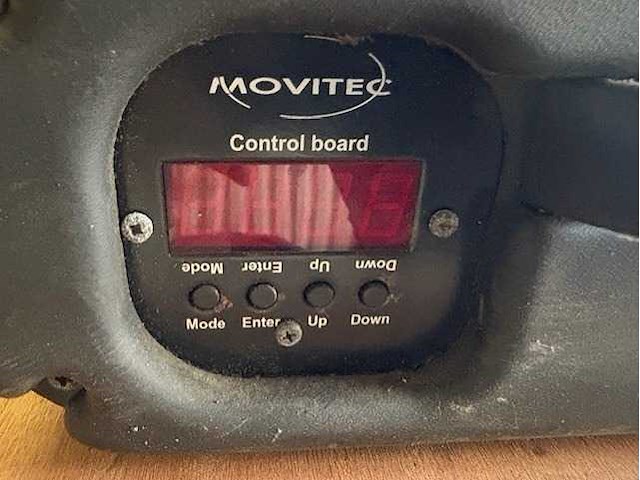 MOVITEC
Control board
Mode Enter Up Down
Mode Enter Up Down